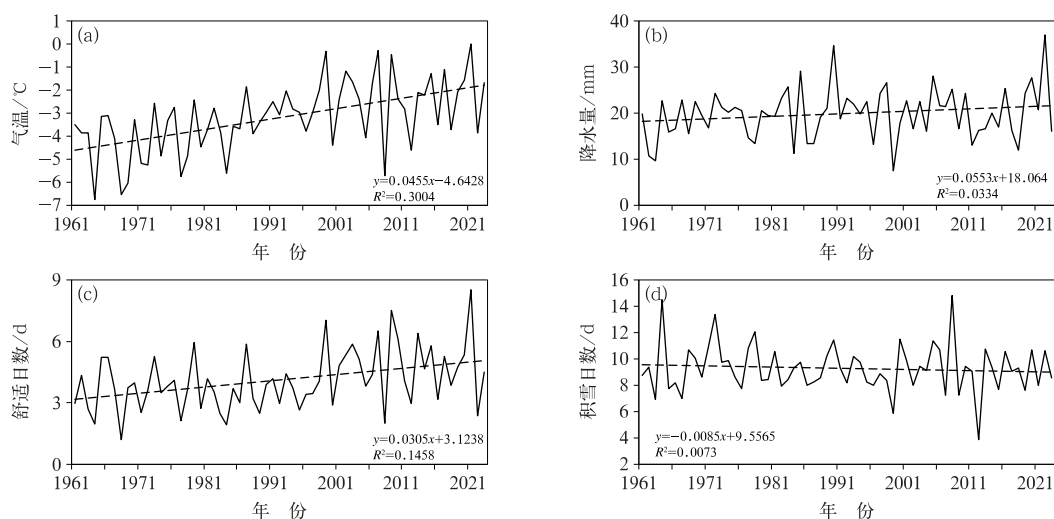 (a)
气温/℃
1
0
−1
−2
−3
−4
−5
−6
−7
y=0.0455x−4.6428
R²=0.3004
1961 1971 1981 1991 2001 2011 2021
年 份
(b)
降水量/mm
40
30
20
10
0
y=0.0553x+18.064
R²=0.0334
1961 1971 1981 1991 2001 2011 2021
年 份
(c)
舒适日数/d
9
6
3
0
y=0.0305x+3.1238
R²=0.1458
1961 1971 1981 1991 2001 2011 2021
年 份
(d)
积雪日数/d
16
14
12
10
8
6
4
2
y=−0.0085x+9.5565
R²=0.0073
1961 1971 1981 1991 2001 2011 2021
年 份